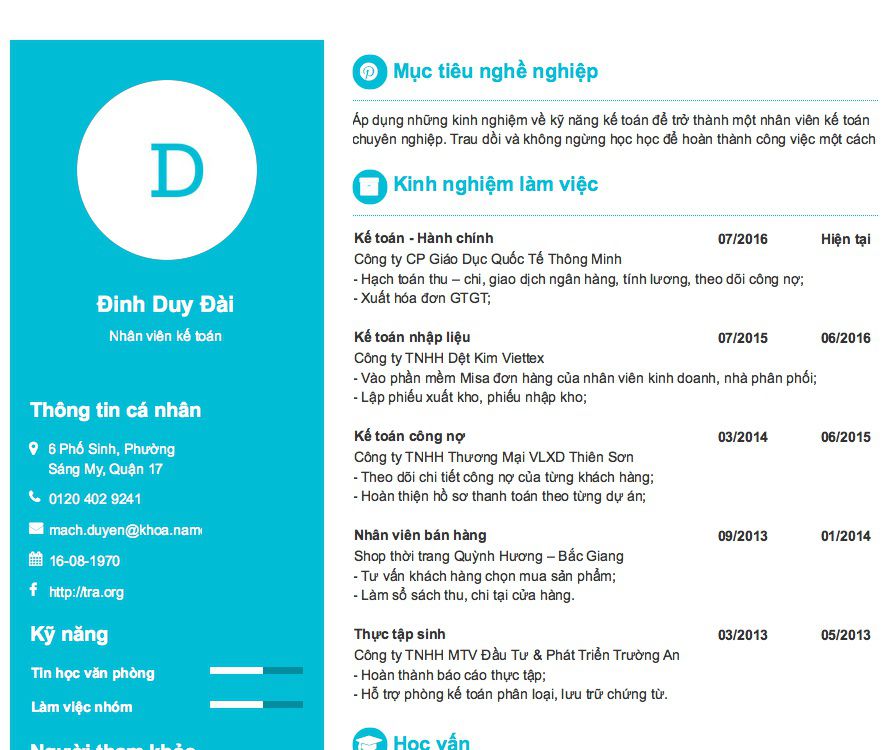 D
Đinh Duy Đài
Nhân viên kế toán
Thông tin cá nhân
6 Phố Sinh, Phường
Sáng My, Quận 17
0120 402 9241
mach.duyen@khoa.name
16-08-1970
http://tra.org
Kỹ năng
Tin học văn phòng
Làm việc nhóm
Người tham khảo
Mục tiêu nghề nghiệp
Áp dụng những kinh nghiệm về kỹ năng kế toán để trở thành một nhân viên kế toán
chuyên nghiệp. Trau dồi và không ngừng học học để hoàn thành công việc một cách
Kinh nghiệm làm việc
Kế toán - Hành chính 07/2016 Hiện tại
Công ty CP Giáo Dục Quốc Tế Thông Minh
- Hạch toán thu – chi, giao dịch ngân hàng, tính lương, theo dõi công nợ;
- Xuất hóa đơn GTGT;
Kế toán nhập liệu 07/2015 06/2016
Công ty TNHH Dệt Kim Viettex
- Vào phần mềm Misa đơn hàng của nhân viên kinh doanh, nhà phân phối;
- Lập phiếu xuất kho, phiếu nhập kho;
Kế toán công nợ 03/2014 06/2015
Công ty TNHH Thương Mại VLXD Thiên Sơn
- Theo dõi chi tiết công nợ của từng khách hàng;
- Hoàn thiện hồ sơ thanh toán theo từng dự án;
Nhân viên bán hàng 09/2013 01/2014
Shop thời trang Quỳnh Hương – Bắc Giang
- Tư vấn khách hàng chọn mua sản phẩm;
- Làm sổ sách thu, chi tại cửa hàng.
Thực tập sinh 03/2013 05/2013
Công ty TNHH MTV Đầu Tư & Phát Triển Trường An
- Hoàn thành báo cáo thực tập;
- Hỗ trợ phòng kế toán phân loại, lưu trữ chứng từ.
Học vấn